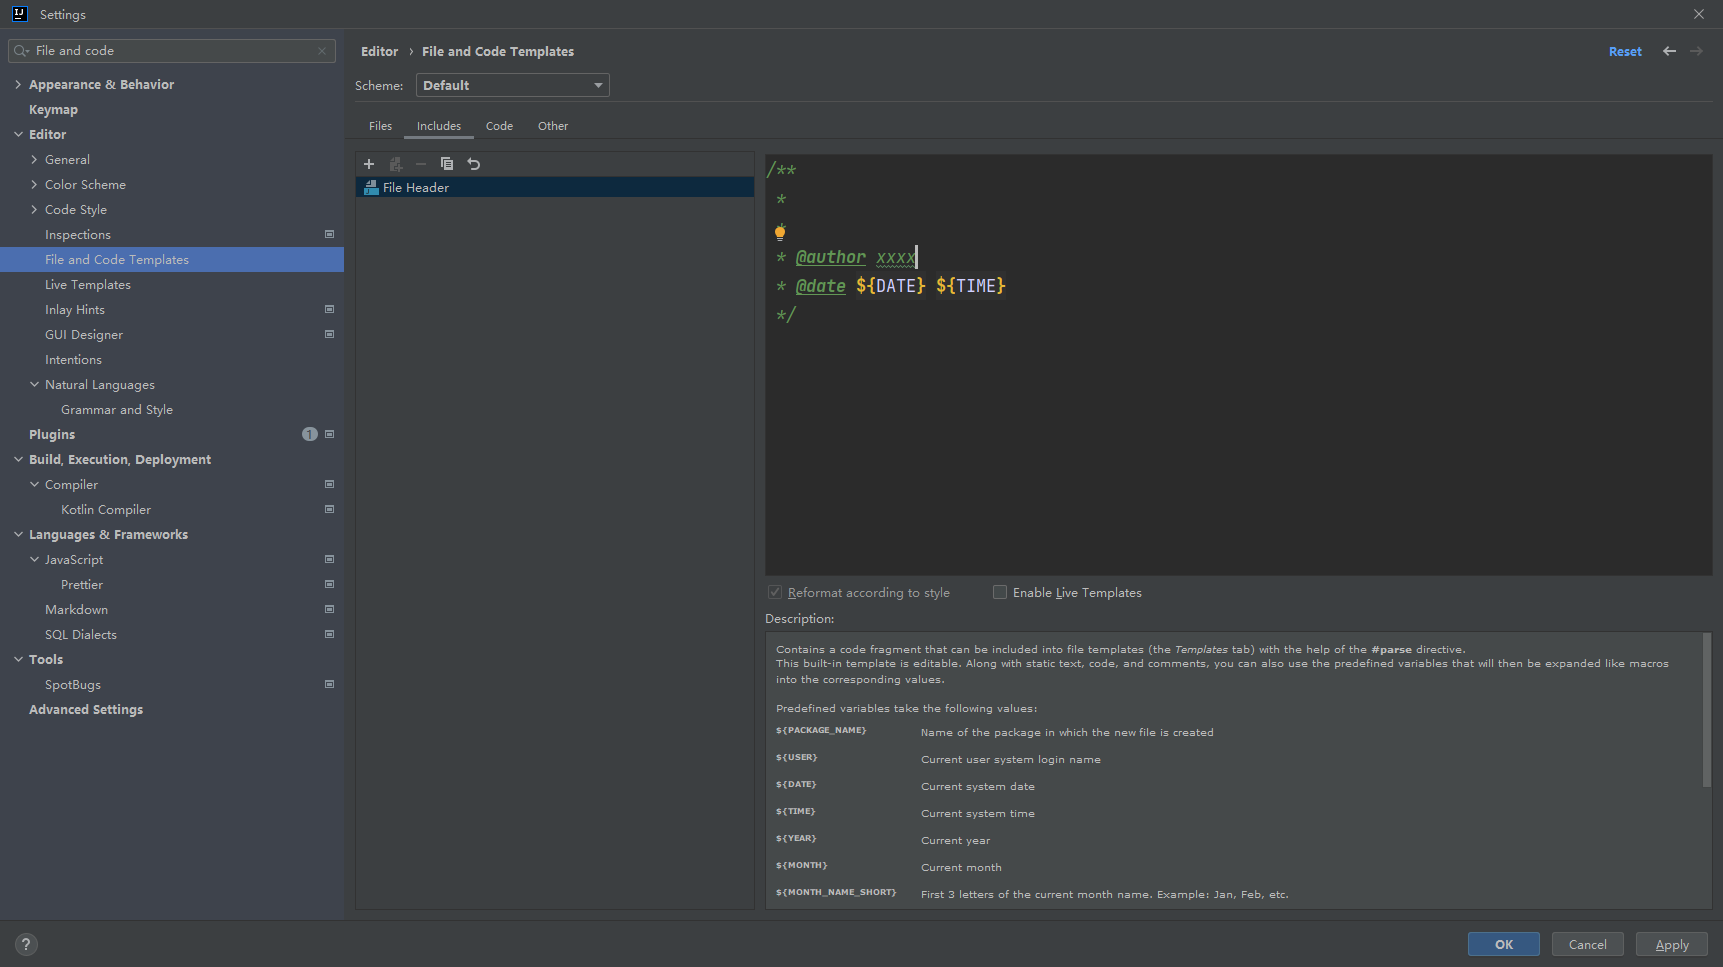 Settings
File and code
Appearance & Behavior
Keymap
Editor
General
Color Scheme
Code Style
Inspections
File and Code Templates
Live Templates
Inlay Hints
GUI Designer
Intentions
Natural Languages
Grammar and Style
Plugins
1
Build, Execution, Deployment
Compiler
Kotlin Compiler
Languages & Frameworks
JavaScript
Prettier
Markdown
SQL Dialects
Tools
SpotBugs
Advanced Settings
Editor › File and Code Templates
Reset
Scheme: Default
Files Includes Code Other
File Header
/**
*
* @author xxxx
* @date ${DATE} ${TIME}
*/
Reformat according to style
Enable Live Templates
Description:
Contains a code fragment that can be included into file templates (the Templates tab) with the help of the #parse directive.
This built-in template is editable. Along with static text, code, and comments, you can also use the predefined variables that will then be expanded like macros
into the corresponding values.
Predefined variables take the following values:
${PACKAGE_NAME} Name of the package in which the new file is created
${USER} Current user system login name
${DATE} Current system date
${TIME} Current system time
${YEAR} Current year
${MONTH} Current month
${MONTH_NAME_SHORT} First 3 letters of the current month name. Example: Jan, Feb, etc.
?
OK Cancel Apply